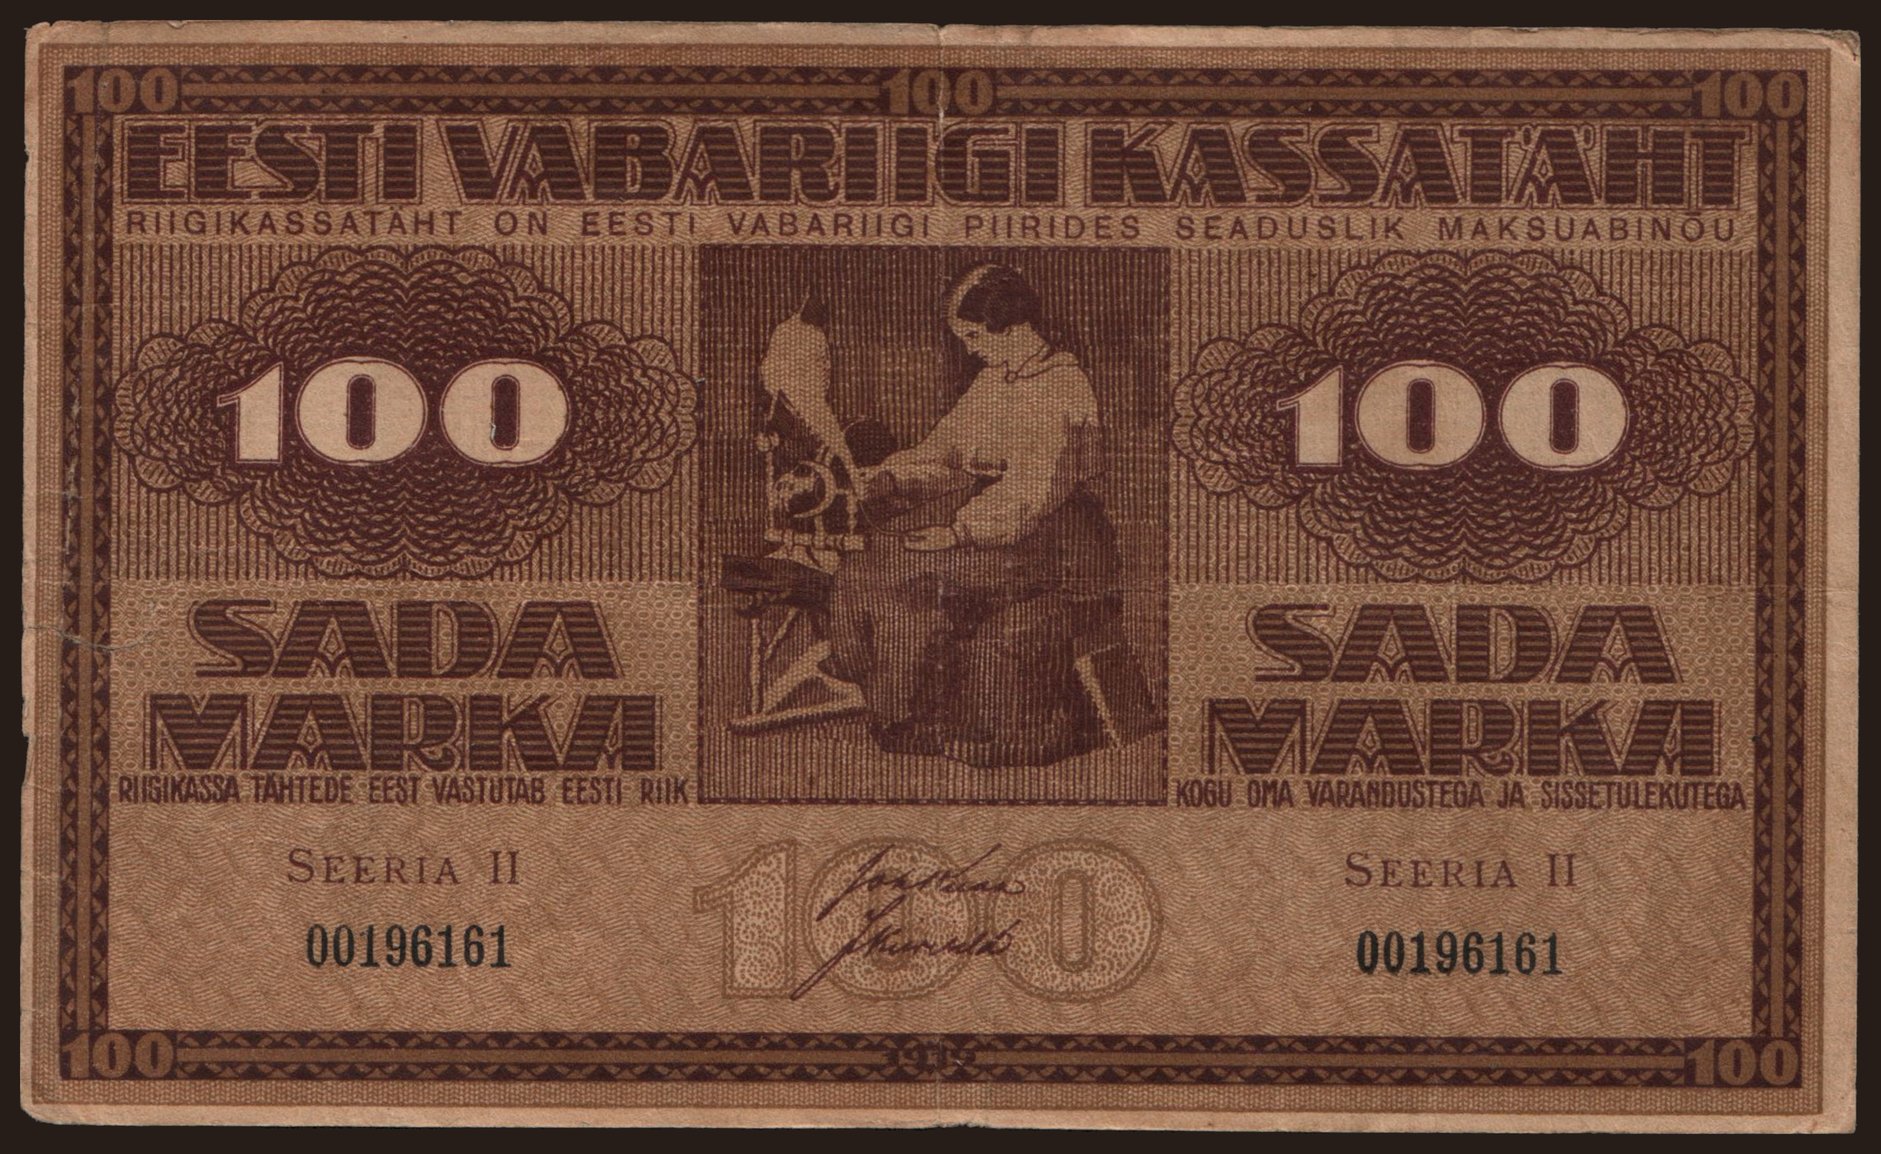 100 100 100
EESTI VABARIIGI KASSATÄHT
RIIGIKASSATÄHT ON EESTI VABARIIGI PIIRIDES SEADUSLIK MAKSUABINÕU
100 100
SADA MARKA
SADA MARKA
RIIGIKASSA TÄHTEDE EEST VASTUTAB EESTI RIIK
KOGU OMA VARANDUSTEGA JA SISSETULEKUTEGA
SEERIA II
00196161
100
SEERIA II
00196161
100 100